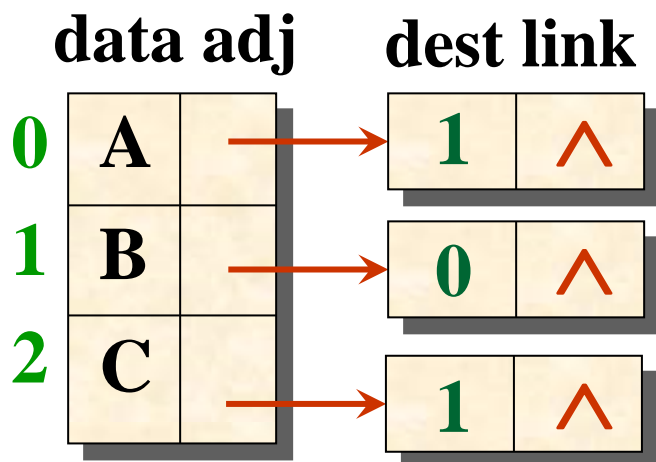 data adj dest link
0 A 1 ∧
1 B 0 ∧
2 C 1 ∧